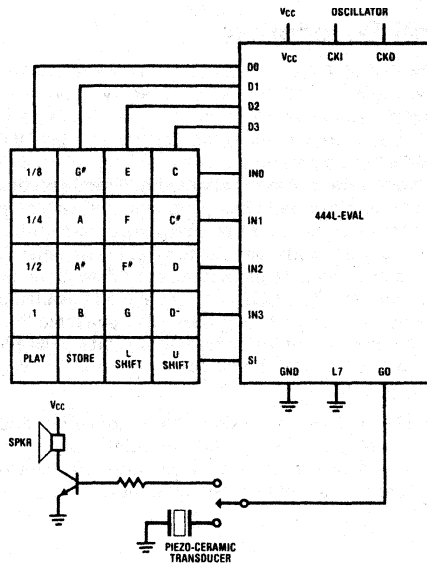 VCC OSCILLATOR
VCC CKI CKO
D0
D1
D2
D3
1/8 G# E C IN0
1/4 A F C# IN1 444L-EVAL
1/2 A# F# D IN2
1 B G D- IN3
PLAY STORE L SHIFT U SHIFT SI
GND L7 G0
VCC
SPKR
PIEZO-CERAMIC
TRANSDUCER